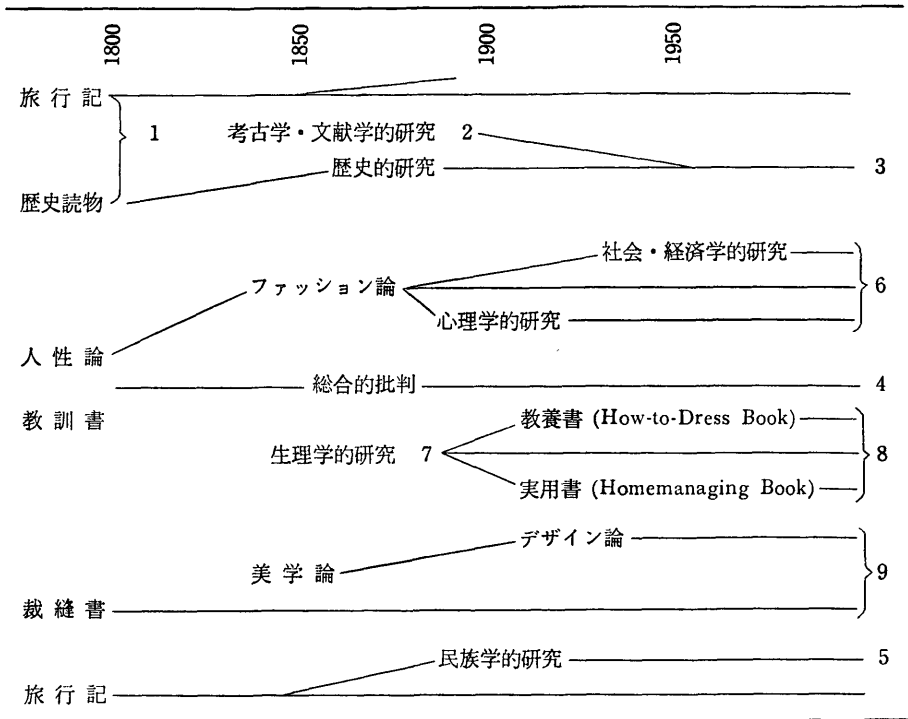 1800 1850 1900 1950
旅行記
1 考古学・文献学的研究 2
歴史的研究 3
歴史読物
社会・経済学的研究
ファッション論 6
心理学的研究
人性論
総合的批判 4
教訓書 教養書 (How-to-Dress Book)
生理学的研究 7 8
実用書 (Homemanaging Book)
デザイン論
美学論 9
裁縫書
民族学的研究 5
旅行記